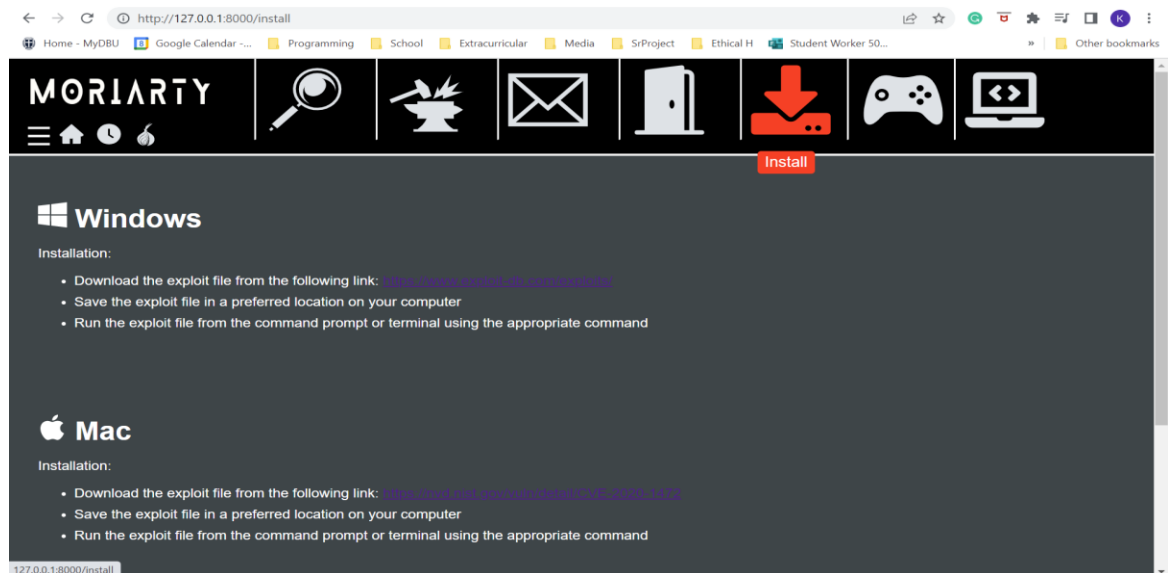 http://127.0.0.1:8000/install
Home - MyDBU Google Calendar -... Programming School Extracurricular Media SrProject Ethical H Student Worker 50... » Other bookmarks
K
MORIARTY
Install
Windows
Installation:
• Download the exploit file from the following link: https://www.exploit-db.com/exploits/
• Save the exploit file in a preferred location on your computer
• Run the exploit file from the command prompt or terminal using the appropriate command
Mac
Installation:
• Download the exploit file from the following link: https://nvd.nist.gov/vuln/detail/CVE-2020-1472
• Save the exploit file in a preferred location on your computer
• Run the exploit file from the command prompt or terminal using the appropriate command
127.0.0.1:8000/install